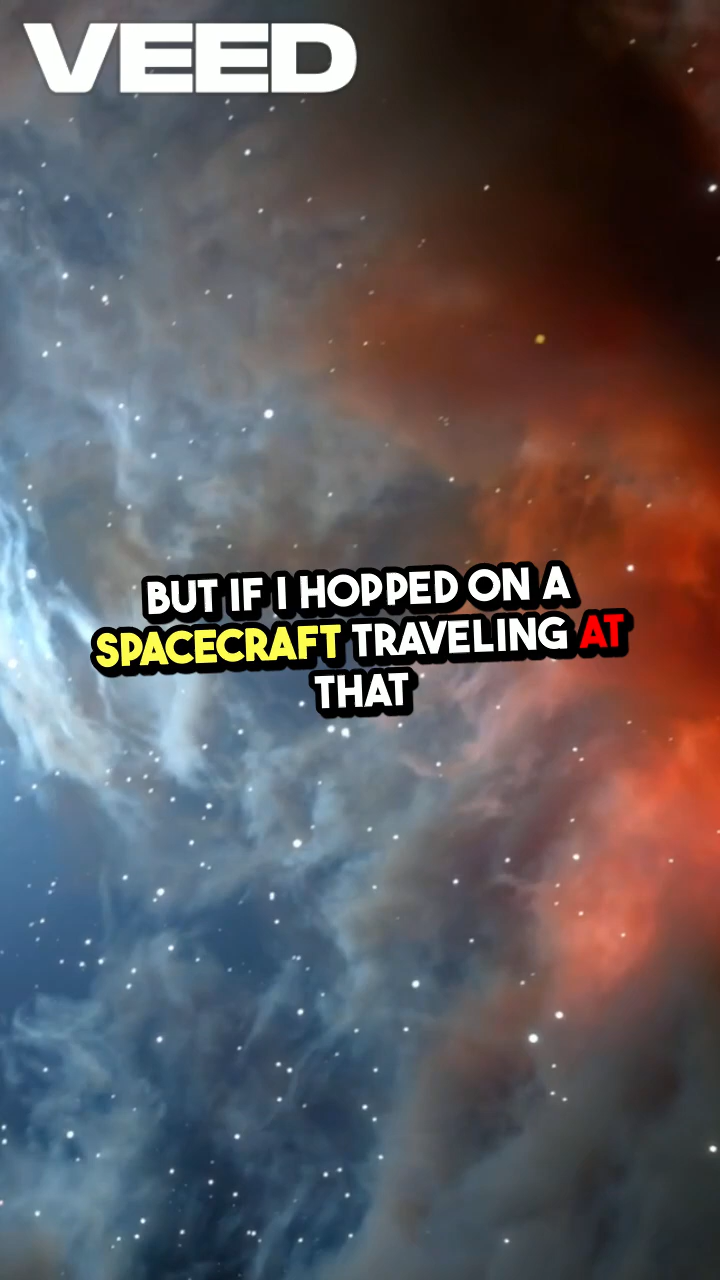 VEED
BUT IF I HOPPED ON A
SPACECRAFT TRAVELING AT
THAT